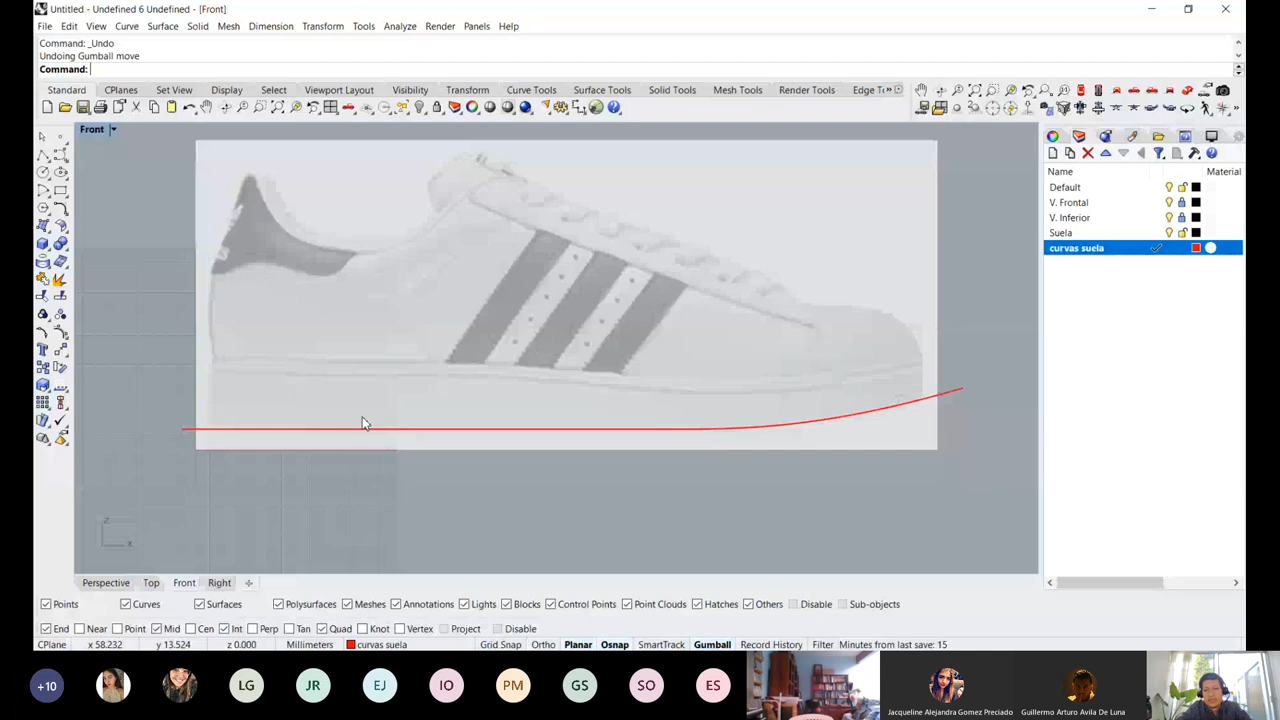 Untitled - Undefined 6 Undefined - [Front]
File Edit View Curve Surface Solid Mesh Dimension Transform Tools Analyze Render Panels Help
Command: _Undo
Undoing Gumball move
Command:
Standard CPlanes Set View Display Select Viewport Layout Visibility Transform Curve Tools Surface Tools Solid Tools Mesh Tools Render Tools Edge T
Front
Name Material
Default
V. Frontal
V. Inferior
Suela
curvas suela
z
x
Perspective Top Front Right
Points Curves Surfaces Polysurfaces Meshes Annotations Lights Blocks Control Points Point Clouds Hatches Others Disable Sub-objects
End Near Point Mid Cen Int Perp Tan Quad Knot Vertex Project Disable
CPlane x 58.232 y 13.524 z 0.000 Millimeters curvas suela Grid Snap Ortho Planar Osnap SmartTrack Gumball Record History Filter Minutes from last save: 15
+10 LG JR EJ IO PM GS SO ES
Jacqueline Alejandra Gomez Preciado Guillermo Arturo Avila De Luna